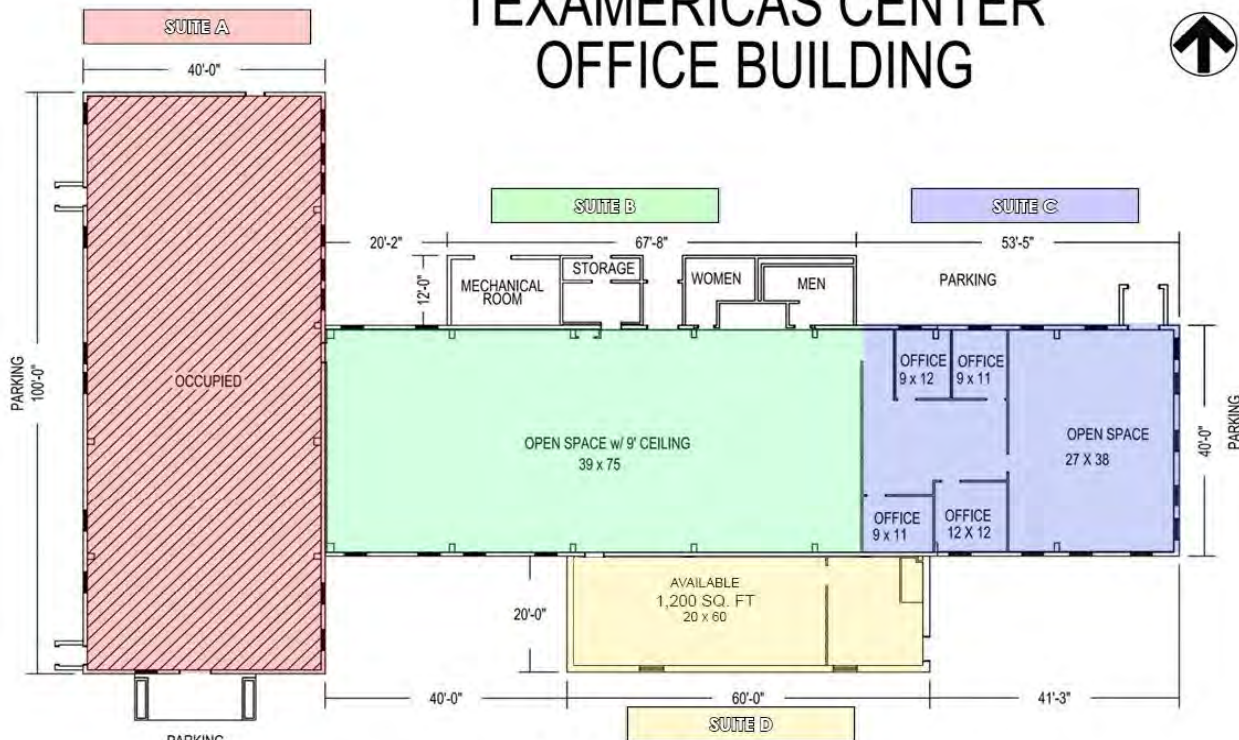 TEXAMERICAS CENTER
OFFICE BUILDING
SUITE A
40'-0"
SUITE B
SUITE C
20'-2"
67'-8"
53'-5"
12'-0"
MECHANICAL
ROOM
STORAGE
WOMEN
MEN
PARKING
PARKING
100'-0"
OCCUPIED
OPEN SPACE w/ 9' CEILING
39 x 75
OFFICE
9 x 12
OFFICE
9 x 11
OPEN SPACE
27 X 38
40'-0"
PARKING
OFFICE
9 x 11
OFFICE
12 X 12
AVAILABLE
1,200 SQ. FT
20 x 60
20'-0"
40'-0"
60'-0"
41'-3"
SUITE D
PARKING